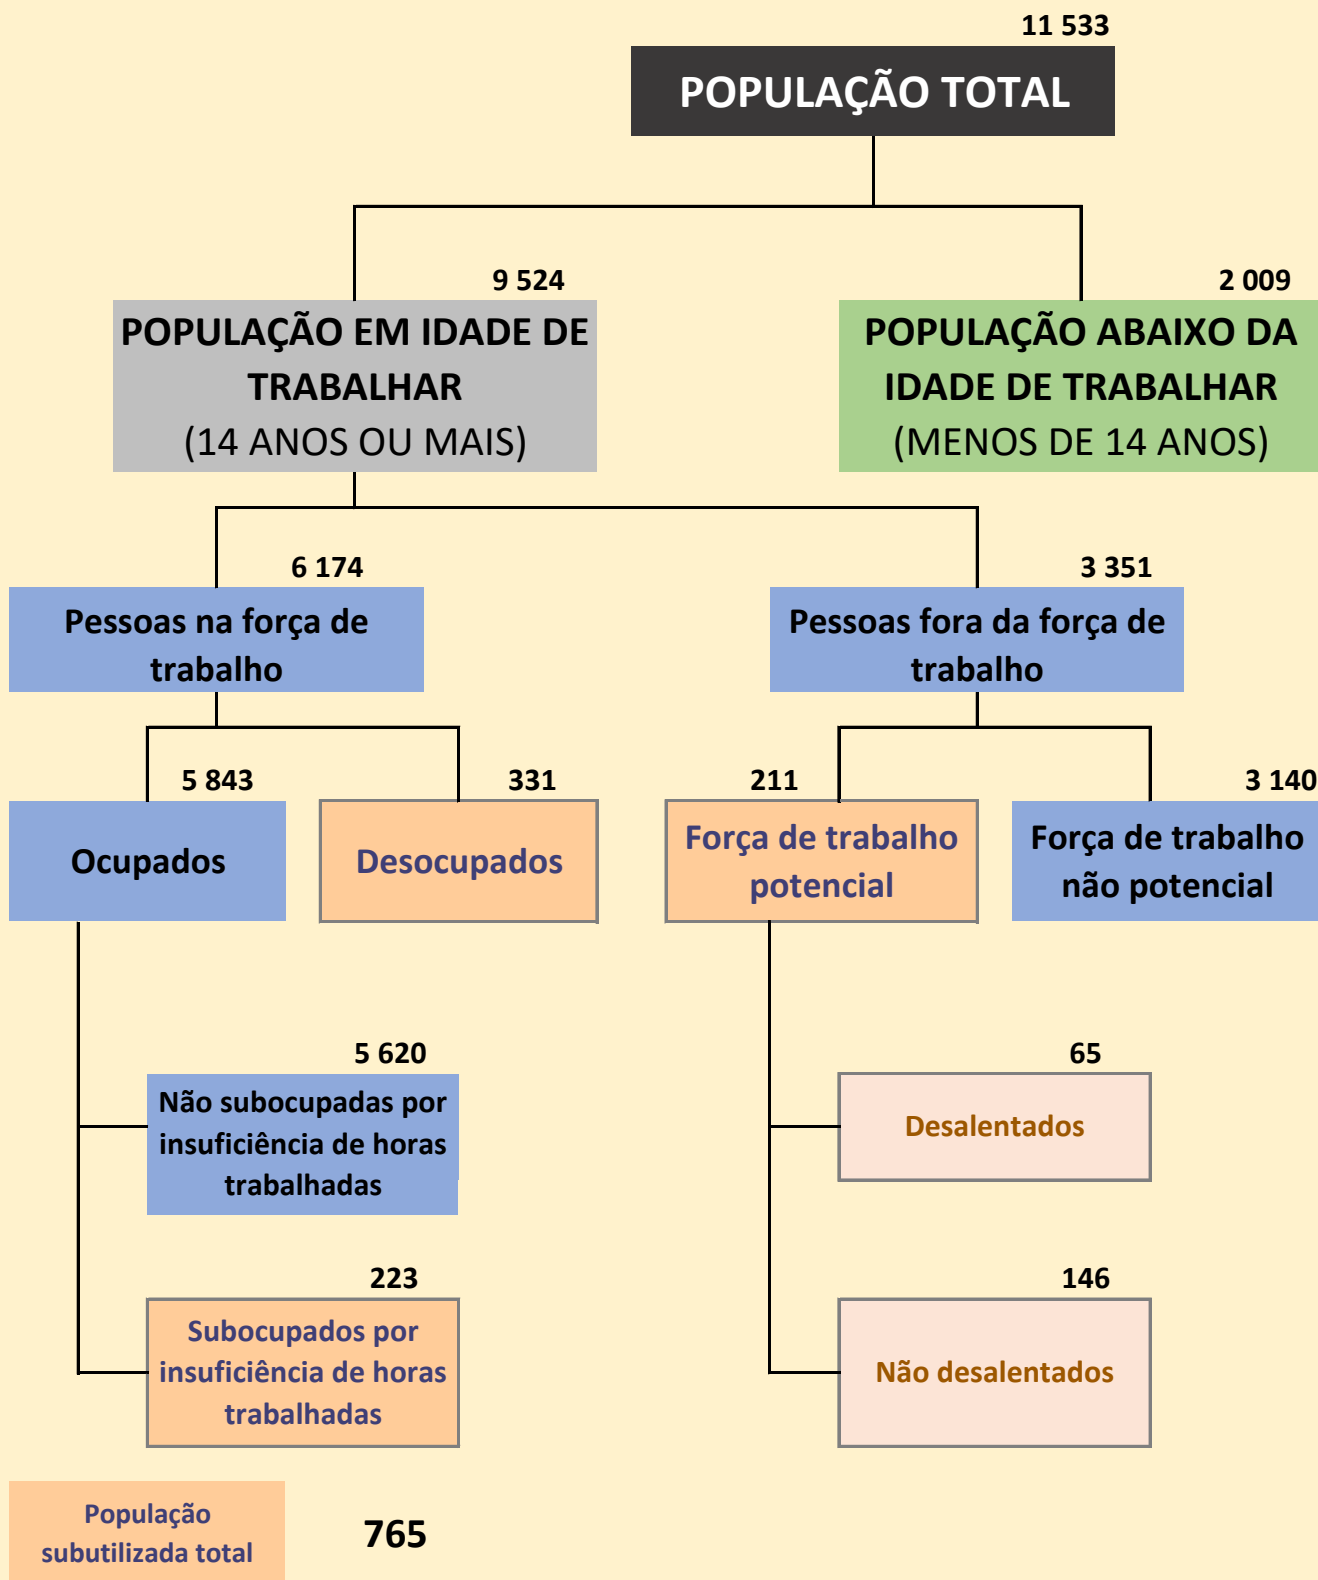 11 533
POPULAÇÃO TOTAL
9 524
POPULAÇÃO EM IDADE DE
TRABALHAR
(14 ANOS OU MAIS)
2 009
POPULAÇÃO ABAIXO DA
IDADE DE TRABALHAR
(MENOS DE 14 ANOS)
6 174
Pessoas na força de
trabalho
3 351
Pessoas fora da força de
trabalho
5 843
Ocupados
331
Desocupados
211
Força de trabalho
potencial
3 140
Força de trabalho
não potencial
5 620
Não subocupadas por
insuficiência de horas
trabalhadas
65
Desalentados
223
Subocupados por
insuficiência de horas
trabalhadas
146
Não desalentados
População
subutilizada total
765